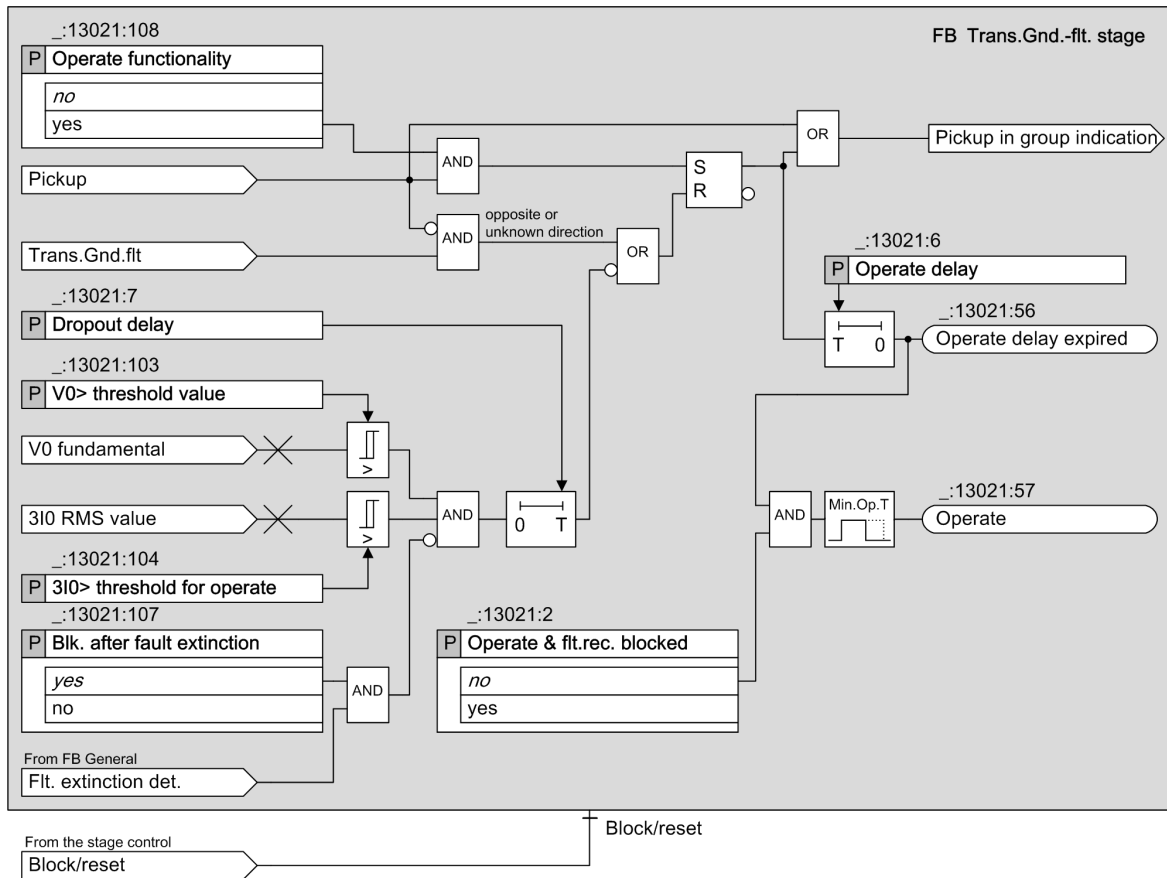 _:13021:108
FB Trans.Gnd.-flt. stage
P Operate functionality
no
yes
AND
OR
Pickup in group indication
Pickup
S
R
AND
opposite or
unknown direction
OR
Trans.Gnd.flt
_:13021:6
P Operate delay
_:13021:7
P Dropout delay
_:13021:56
T 0
Operate delay expired
_:13021:103
P V0> threshold value
V0 fundamental
>
3I0 RMS value
>
AND
0 T
_:13021:57
AND
Min.Op.T
Operate
_:13021:104
P 3I0> threshold for operate
_:13021:107
P Blk. after fault extinction
yes
no
AND
_:13021:2
P Operate & flt.rec. blocked
no
yes
From FB General
Flt. extinction det.
Block/reset
From the stage control
Block/reset